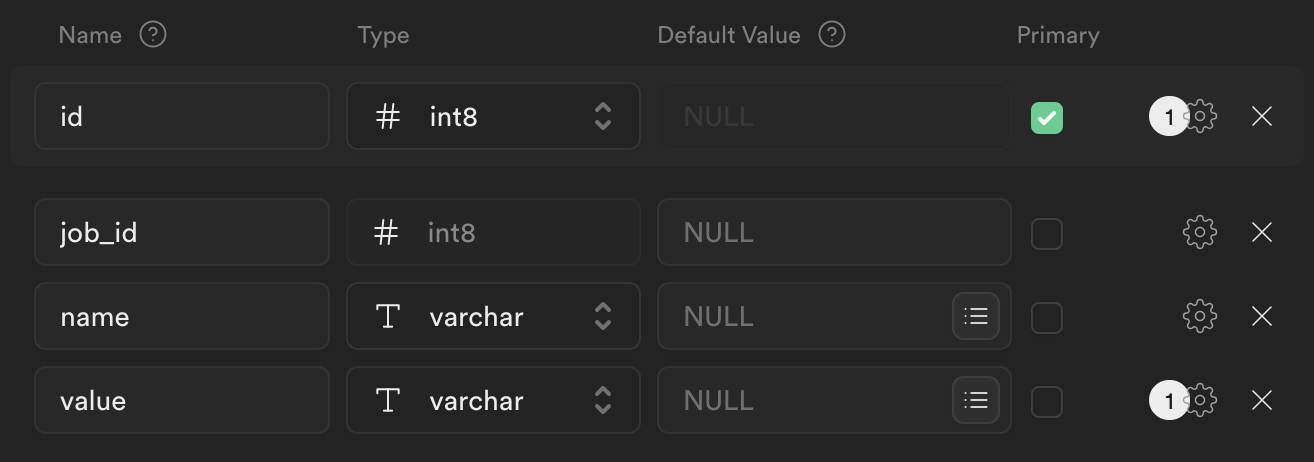 Name ? Type Default Value ? Primary
id # int8 NULL 1
job_id # int8 NULL
name T varchar NULL
value T varchar NULL 1